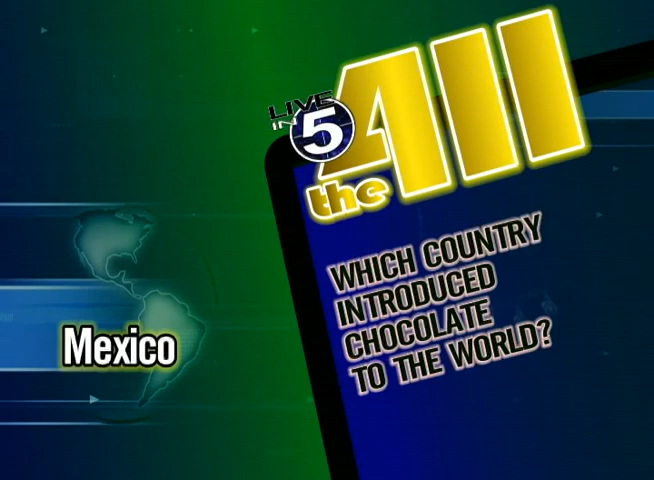 LIVE
IN 5
the 411
WHICH COUNTRY
INTRODUCED
CHOCOLATE
TO THE WORLD?
Mexico